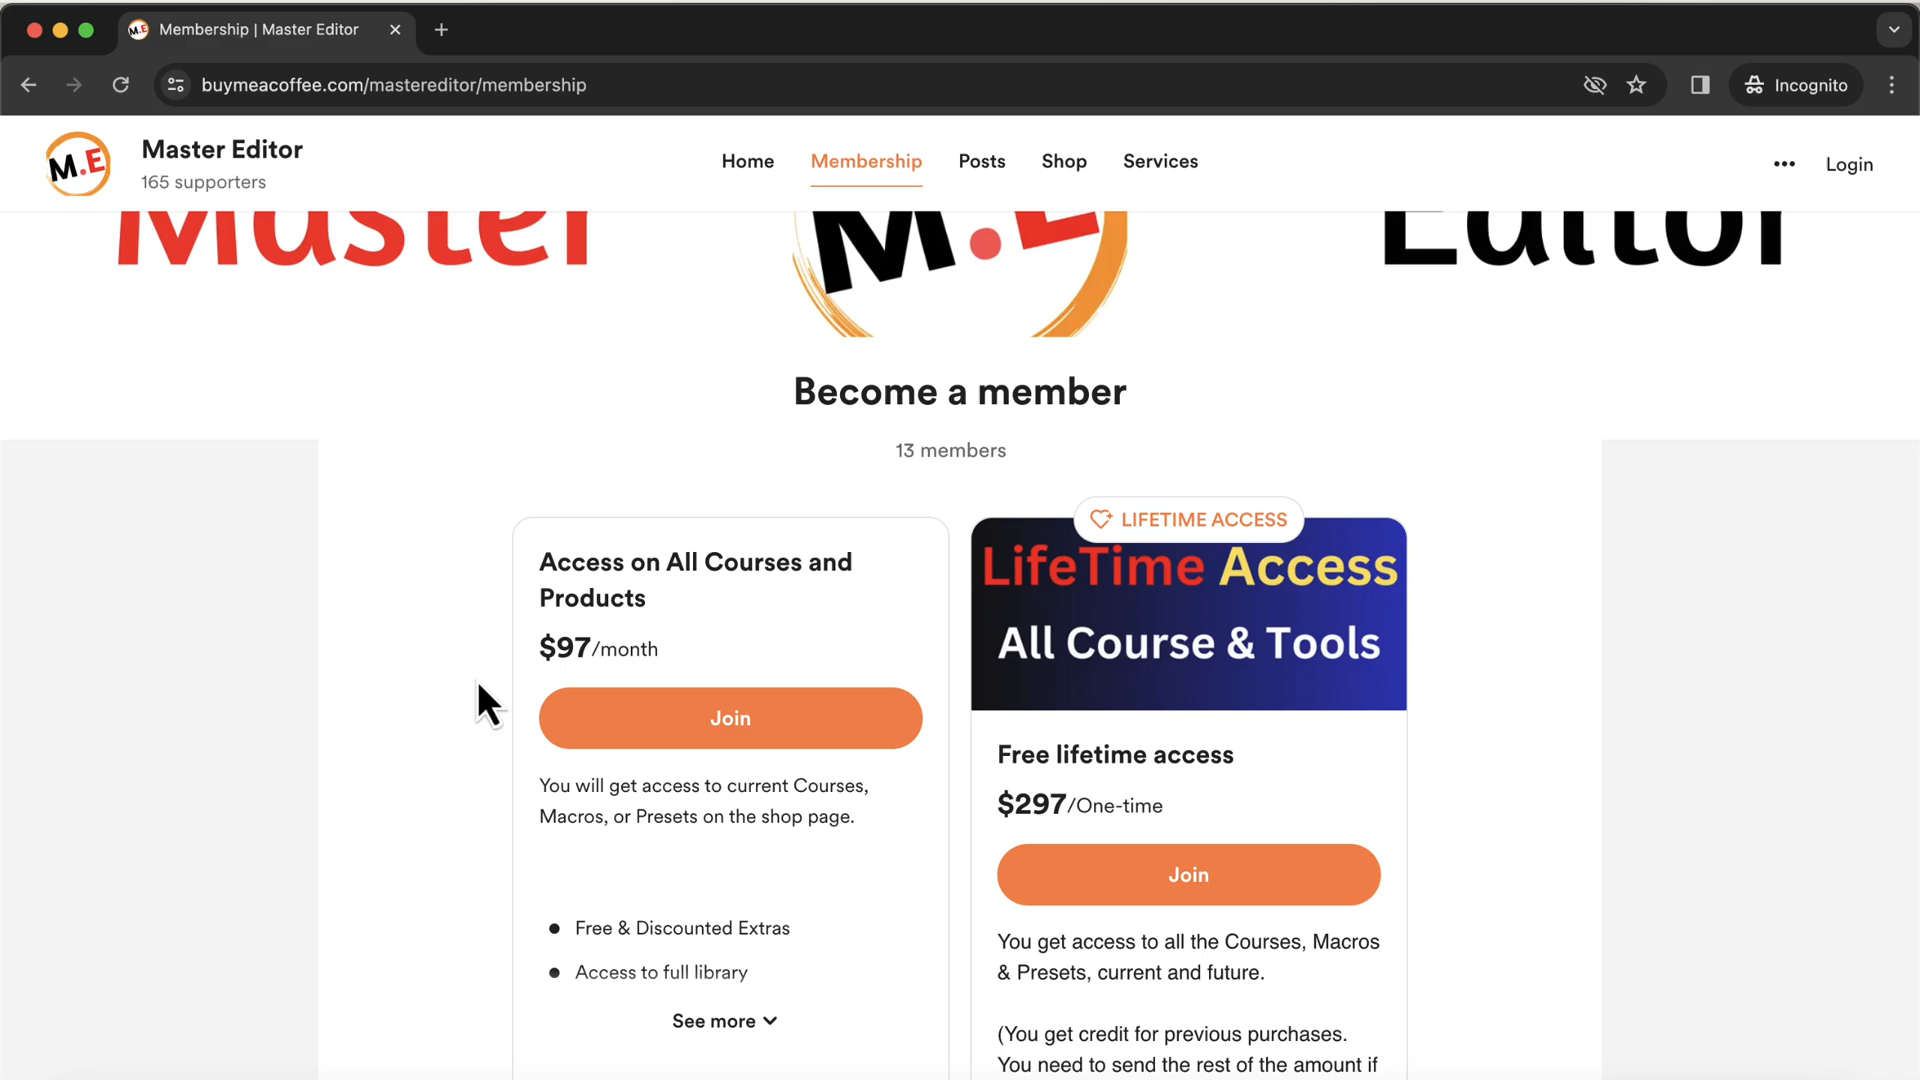 Membership | Master Editor
buymeacoffee.com/mastereditor/membership
Incognito
M.E
Master Editor
165 supporters
Home
Membership
Posts
Shop
Services
Login
Master
M.E
Editor
Become a member
13 members
Access on All Courses and
Products
$97/month
Join
You will get access to current Courses,
Macros, or Presets on the shop page.
Free & Discounted Extras
Access to full library
See more
LIFETIME ACCESS
LifeTime Access
All Course & Tools
Free lifetime access
$297/One-time
Join
You get access to all the Courses, Macros
& Presets, current and future.
(You get credit for previous purchases.
You need to send the rest of the amount if